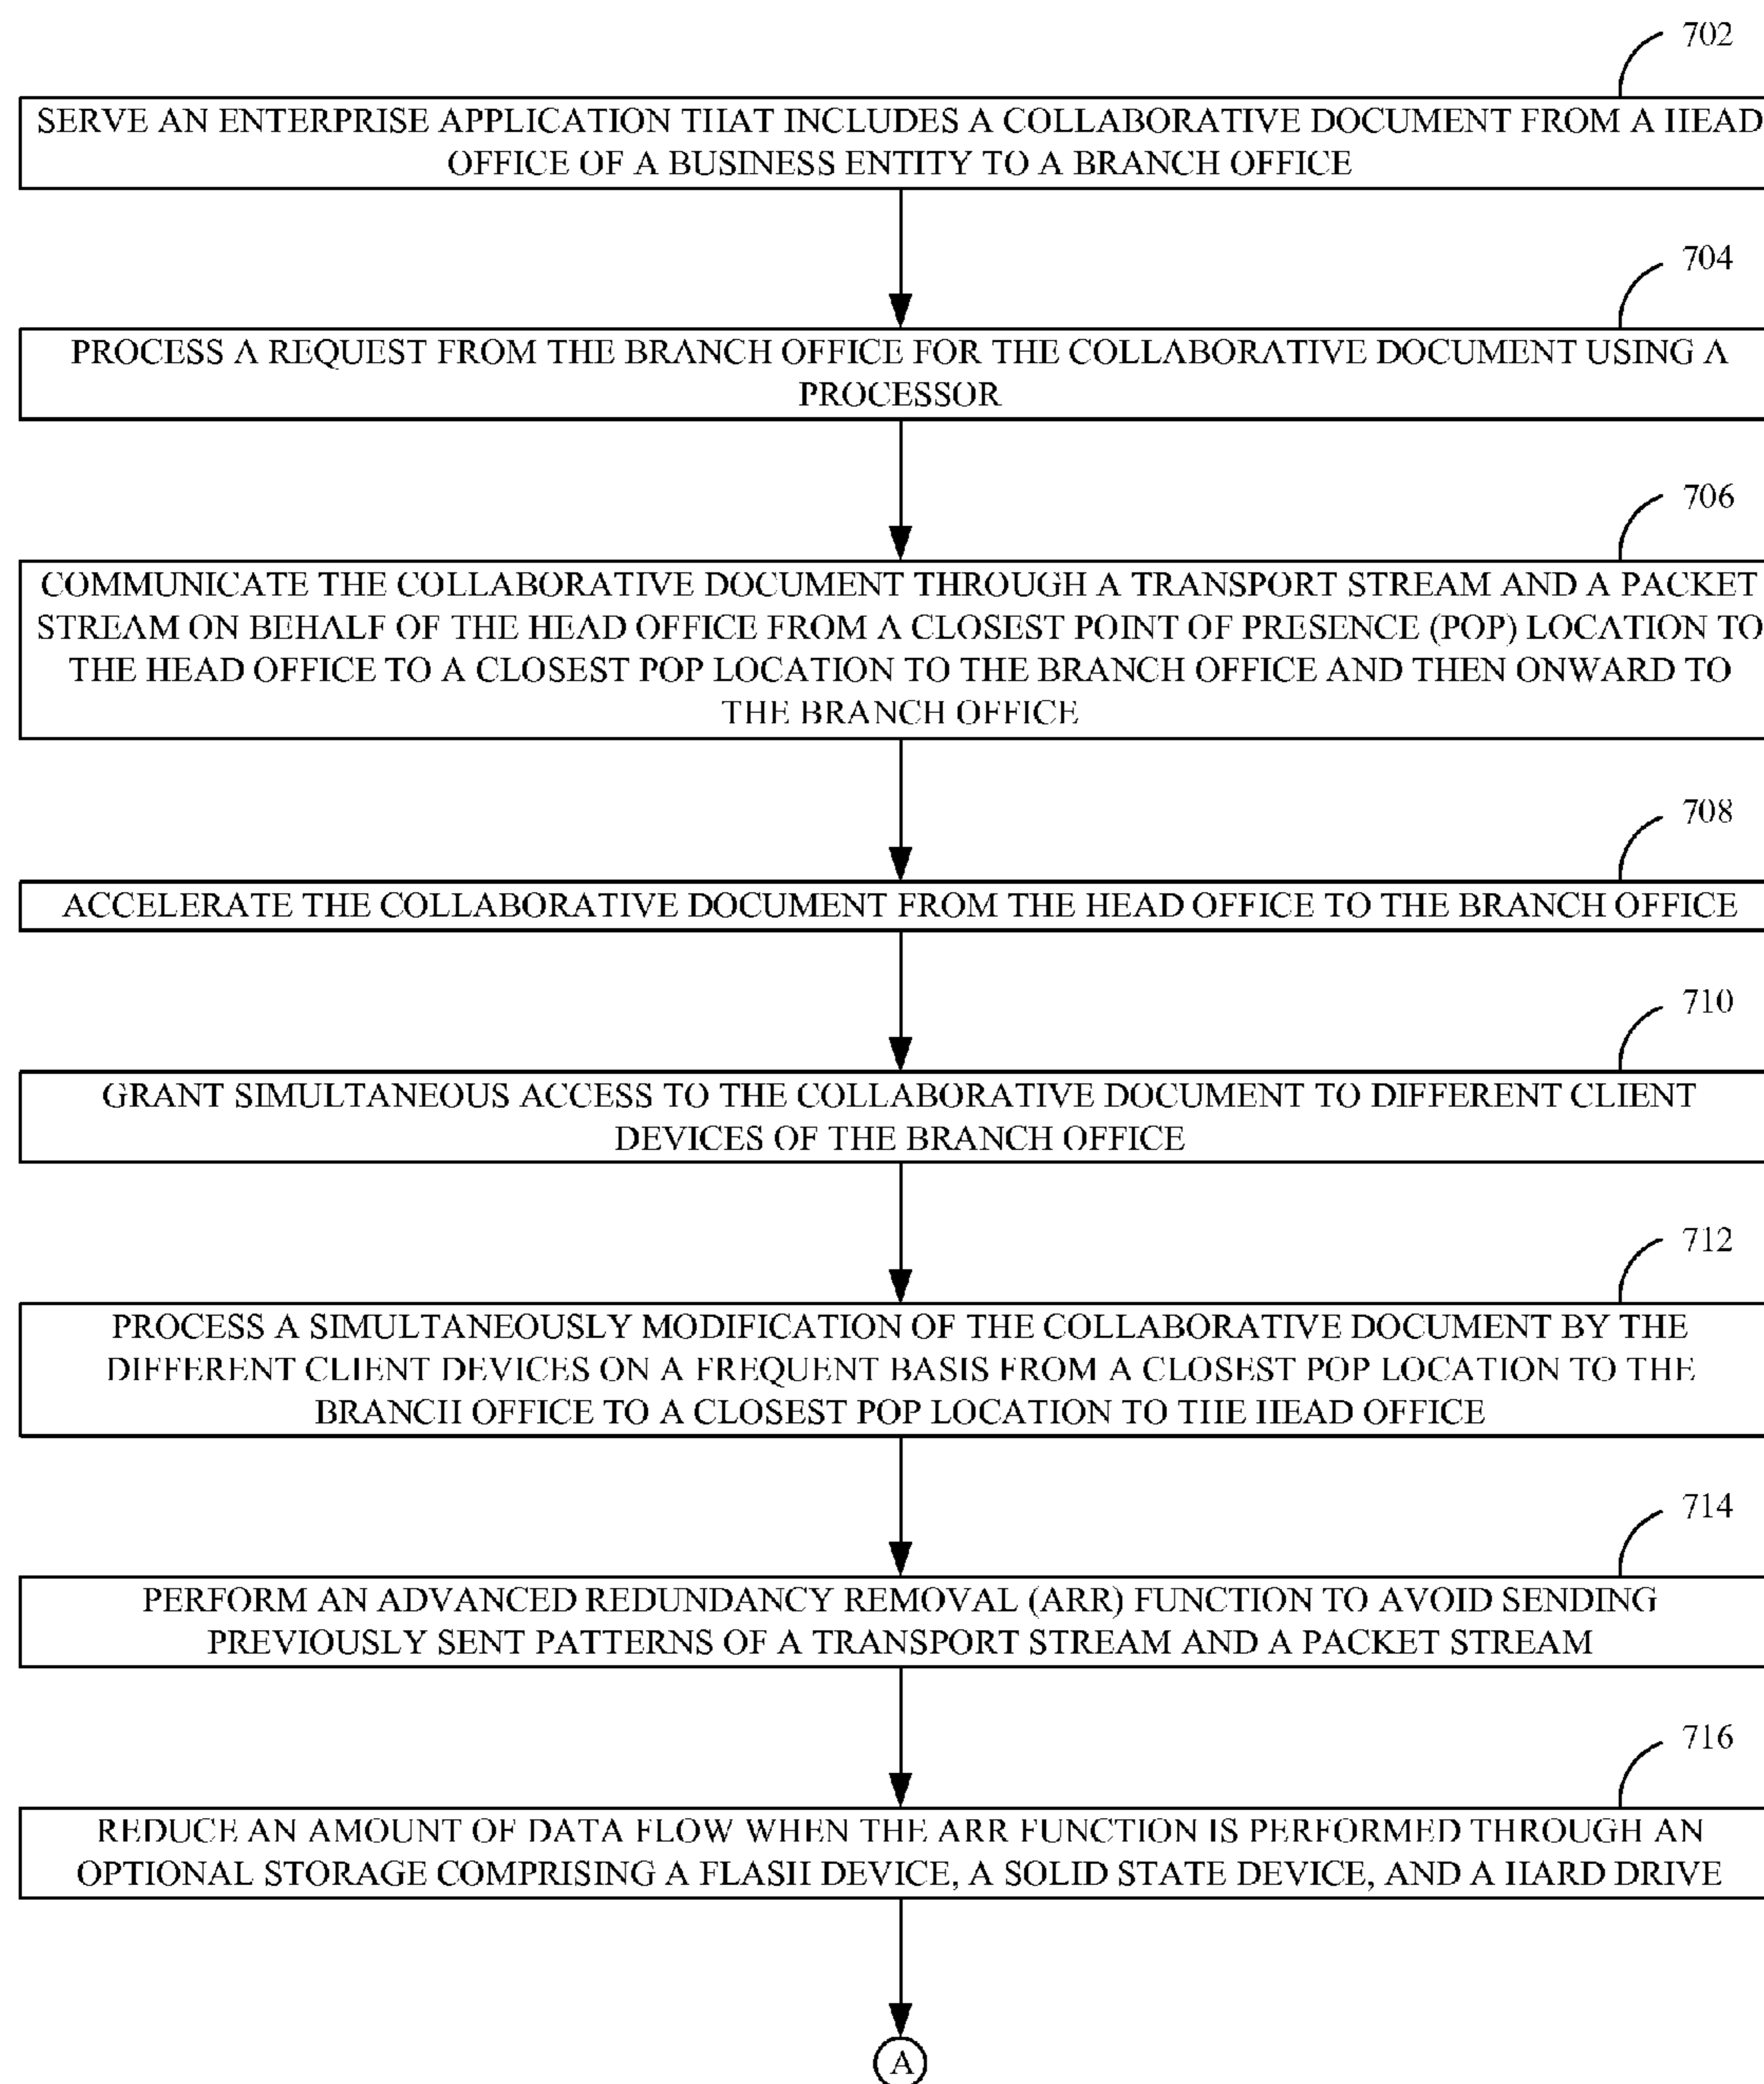 702
SERVE AN ENTERPRISE APPLICATION THAT INCLUDES A COLLABORATIVE DOCUMENT FROM A HEAD
OFFICE OF A BUSINESS ENTITY TO A BRANCH OFFICE
704
PROCESS A REQUEST FROM THE BRANCH OFFICE FOR THE COLLABORATIVE DOCUMENT USING A
PROCESSOR
706
COMMUNICATE THE COLLABORATIVE DOCUMENT THROUGH A TRANSPORT STREAM AND A PACKET
STREAM ON BEHALF OF THE HEAD OFFICE FROM A CLOSEST POINT OF PRESENCE (POP) LOCATION TO
THE HEAD OFFICE TO A CLOSEST POP LOCATION TO THE BRANCH OFFICE AND THEN ONWARD TO
THE BRANCH OFFICE
708
ACCELERATE THE COLLABORATIVE DOCUMENT FROM THE HEAD OFFICE TO THE BRANCH OFFICE
710
GRANT SIMULTANEOUS ACCESS TO THE COLLABORATIVE DOCUMENT TO DIFFERENT CLIENT
DEVICES OF THE BRANCH OFFICE
712
PROCESS A SIMULTANEOUSLY MODIFICATION OF THE COLLABORATIVE DOCUMENT BY THE
DIFFERENT CLIENT DEVICES ON A FREQUENT BASIS FROM A CLOSEST POP LOCATION TO THE
BRANCH OFFICE TO A CLOSEST POP LOCATION TO THE HEAD OFFICE
714
PERFORM AN ADVANCED REDUNDANCY REMOVAL (ARR) FUNCTION TO AVOID SENDING
PREVIOUSLY SENT PATTERNS OF A TRANSPORT STREAM AND A PACKET STREAM
716
REDUCE AN AMOUNT OF DATA FLOW WHEN THE ARR FUNCTION IS PERFORMED THROUGH AN
OPTIONAL STORAGE COMPRISING A FLASH DEVICE, A SOLID STATE DEVICE, AND A HARD DRIVE
A